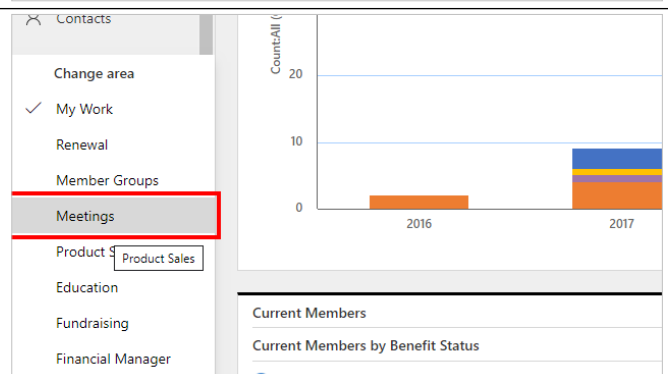 Contacts
Change area
My Work
Renewal
Member Groups
Meetings
Product S
Product Sales
Education
Fundraising
Financial Manager
Count:All (
20
10
0
2016
2017
Current Members
Current Members by Benefit Status